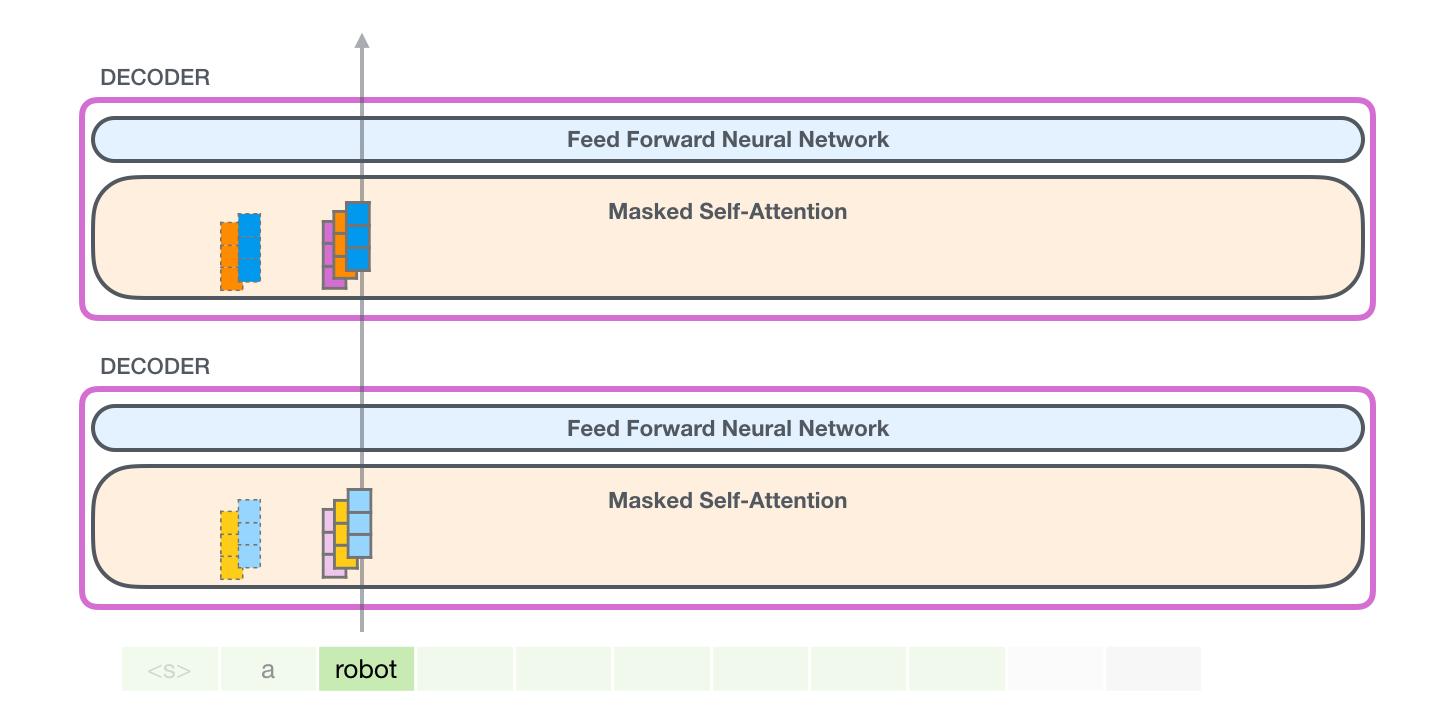 DECODER
Feed Forward Neural Network
Masked Self-Attention
DECODER
Feed Forward Neural Network
Masked Self-Attention
<s> a robot